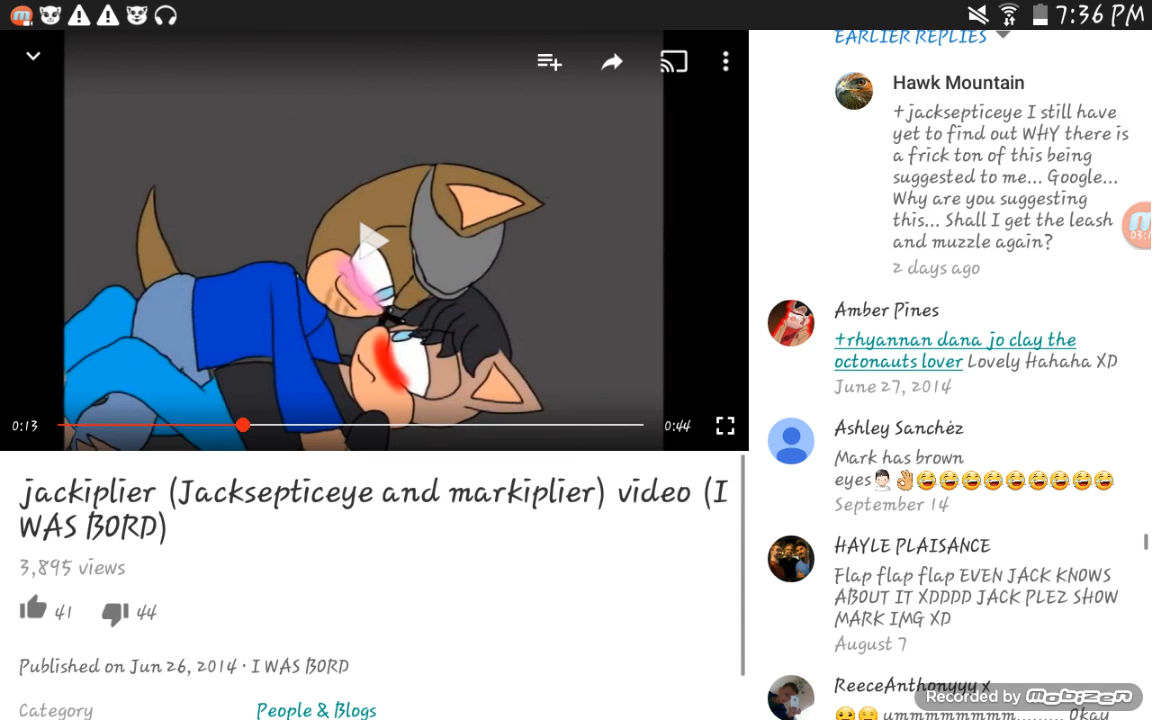 7:36 PM
EARLIER REPLIES
Hawk Mountain
+jacksepticeye I still have
yet to find out WHY there is
a frick ton of this being
suggested to me... Google...
Why are you suggesting
this... Shall I get the leash
and muzzle again?
2 days ago
Amber Pines
+rhyannan dana jo clay the
octonauts lover Lovely Hahaha XD
June 27, 2014
Ashley Sanchéz
Mark has brown
eyes👨🏻👌🏼😂😂😂😂😂😂😂😂😂
September 14
HAYLE PLAISANCE
Flap flap flap EVEN JACK KNOWS
ABOUT IT XDDDD JACK PLEZ SHOW
MARK IMG XD
August 7
ReeceAnthonyyy x
ummmmmmmm......... Okay
Recorded by MOBIZEN
0:13
0:44
jackiplier (Jacksepticeye and markiplier) video (I
WAS BORD)
3,895 views
41 44
Published on Jun 26, 2014 · I WAS BORD
Category People & Blogs